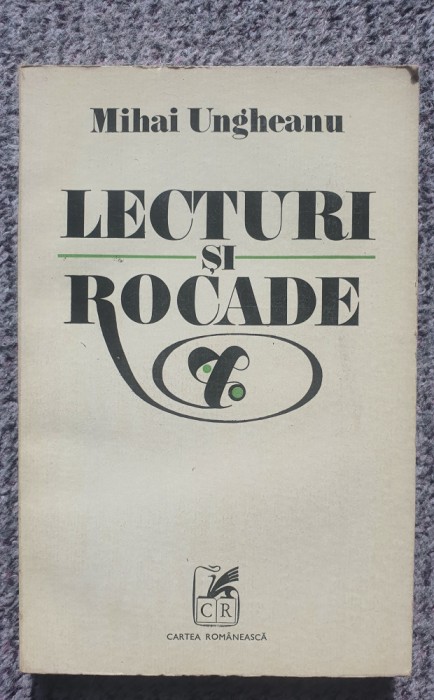 Mihai Ungheanu
LECTURI
ȘI
ROCADE
CR
CARTEA ROMÂNEASCĂ